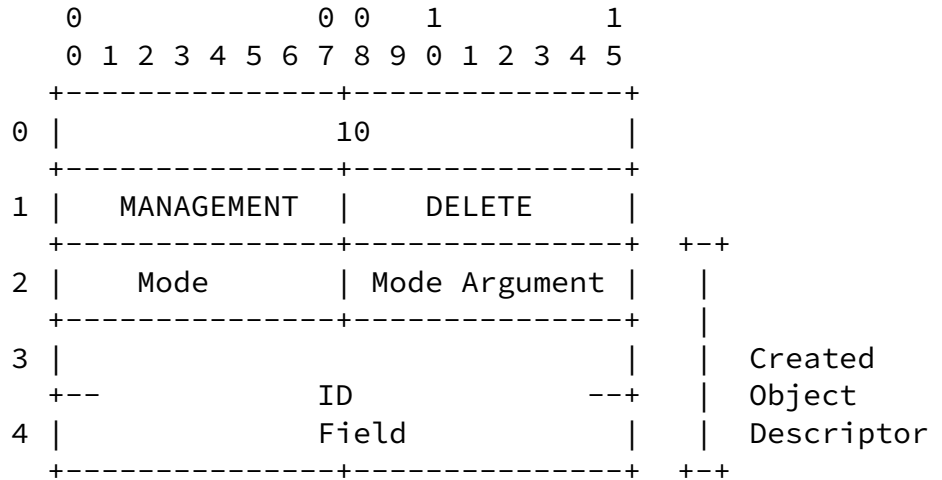 0 0 0 1 1
0 1 2 3 4 5 6 7 8 9 0 1 2 3 4 5
+---------------+---------------+
0 | 10 |
+---------------+---------------+
1 | MANAGEMENT | DELETE |
+---------------+---------------+ +-+
2 | Mode | Mode Argument | |
+---------------+---------------+ |
3 | | | Created
+-- ID --+ | Object
4 | Field | | Descriptor
+---------------+---------------+ +-+